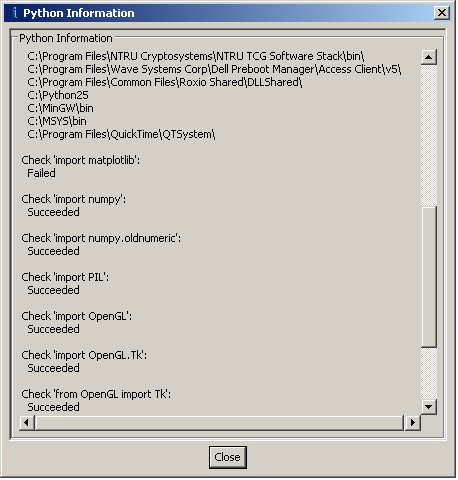 Python Information
Python Information
C:\Program Files\NTRU Cryptosystems\NTRU TCG Software Stack\bin\
C:\Program Files\Wave Systems Corp\Dell Preboot Manager\Access Client\v5\
C:\Program Files\Common Files\Roxio Shared\DLLShared\
C:\Python25
C:\MinGW\bin
C:\MSYS\bin
C:\Program Files\QuickTime\QTSystem\
Check 'import matplotlib':
Failed
Check 'import numpy':
Succeeded
Check 'import numpy.oldnumeric':
Succeeded
Check 'import PIL':
Succeeded
Check 'import OpenGL':
Succeeded
Check 'import OpenGL.Tk':
Succeeded
Check 'from OpenGL import Tk':
Succeeded
Close